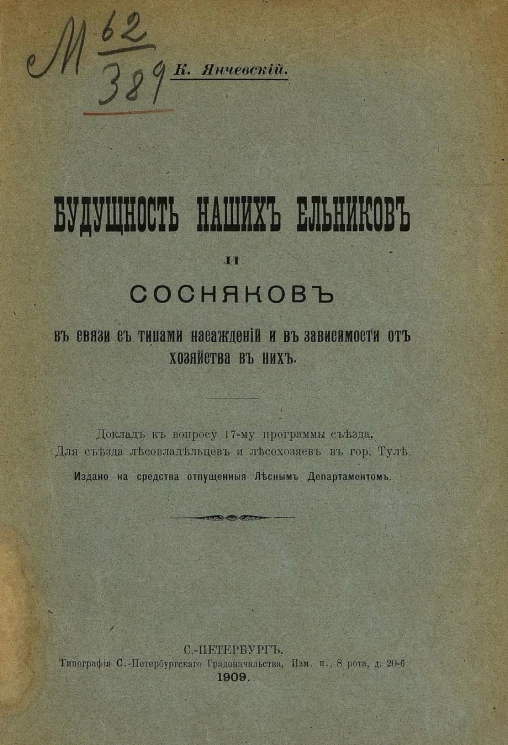 М 62
389
К. Янчевскій.
БУДУЩНОСТЬ НАШИХЪ ЕЛЬНИКОВЪ
И
СОСНЯКОВЪ
въ связи съ типами насажденій и въ зависимости отъ
хозяйства въ нихъ.
Докладъ къ вопросу 17-му программы съѣзда,
Для съѣзда лѣсовладѣльцевъ и лѣсохозяевъ въ гор. Тулѣ.
Издано на средства отпущенныя Лѣснымъ Департаментомъ.
С.-ПЕТЕРБУРГЪ.
Типографія С.-Петербургскаго Градоначальства, Изм. п., 8 рота, д. 20-б
1909.